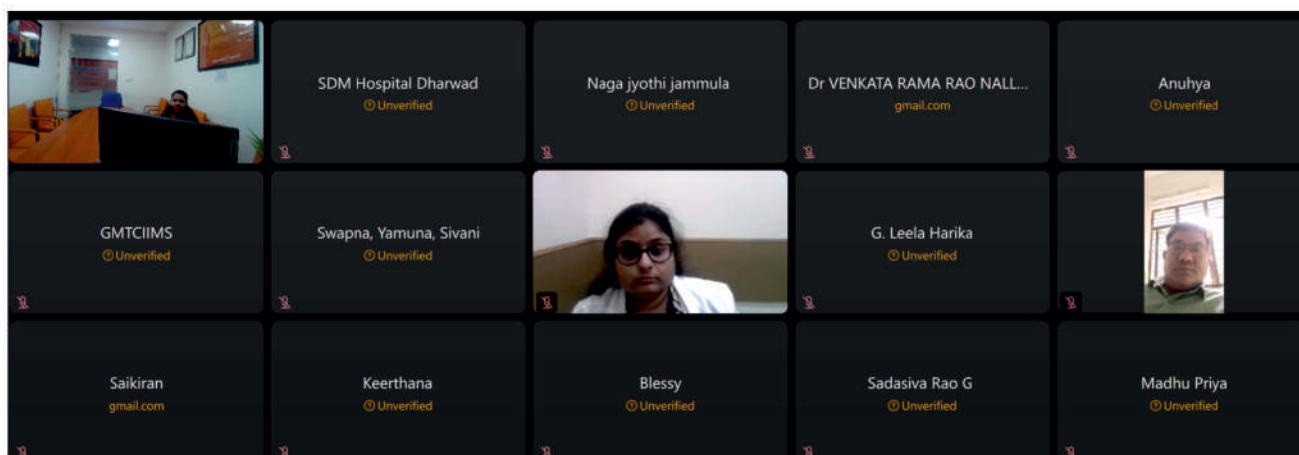 SDM Hospital Dharwad
Unverified
Naga jyothi jammula
Unverified
Dr VENKATA RAMA RAO NALL...
gmail.com
Anuhya
Unverified
GMTCIIMS
Unverified
Swapna, Yamuna, Sivani
Unverified
G. Leela Harika
Unverified
Saikiran
gmail.com
Keerthana
Unverified
Blessy
Unverified
Sadasiva Rao G
Unverified
Madhu Priya
Unverified